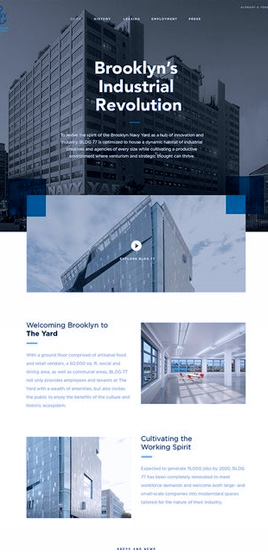 HISTORY LEASING EMPLOYMENT PRESS
Brooklyn's
Industrial
Revolution
To revive the spirit of the Brooklyn Navy Yard as a hub of innovation and
industry, BLDG 77 is optimized to house a dynamic habitat of industrial
creatives and agencies of every size while cultivating a productive
environment where venturism and strategic thought can thrive.
EXPLORE BLDG 77
Welcoming Brooklyn to
The Yard
With a ground floor comprised of artisanal food
and retail vendors, a 60,000 sq. ft. social and
dining area, as well as communal areas, BLDG 77
not only provides employees and tenants at The
Yard with a wealth of amenities, but also invites
the public to enjoy the benefits of the culture and
historic ecosystem.
Cultivating the
Working Spirit
Expected to generate 15,000 jobs by 2020, BLDG
77 has been completely renovated to meet
workforce demands and welcome both large- and
small-scale companies into modernized spaces
tailored for the nature of their industry.
PRESS AND NEWS